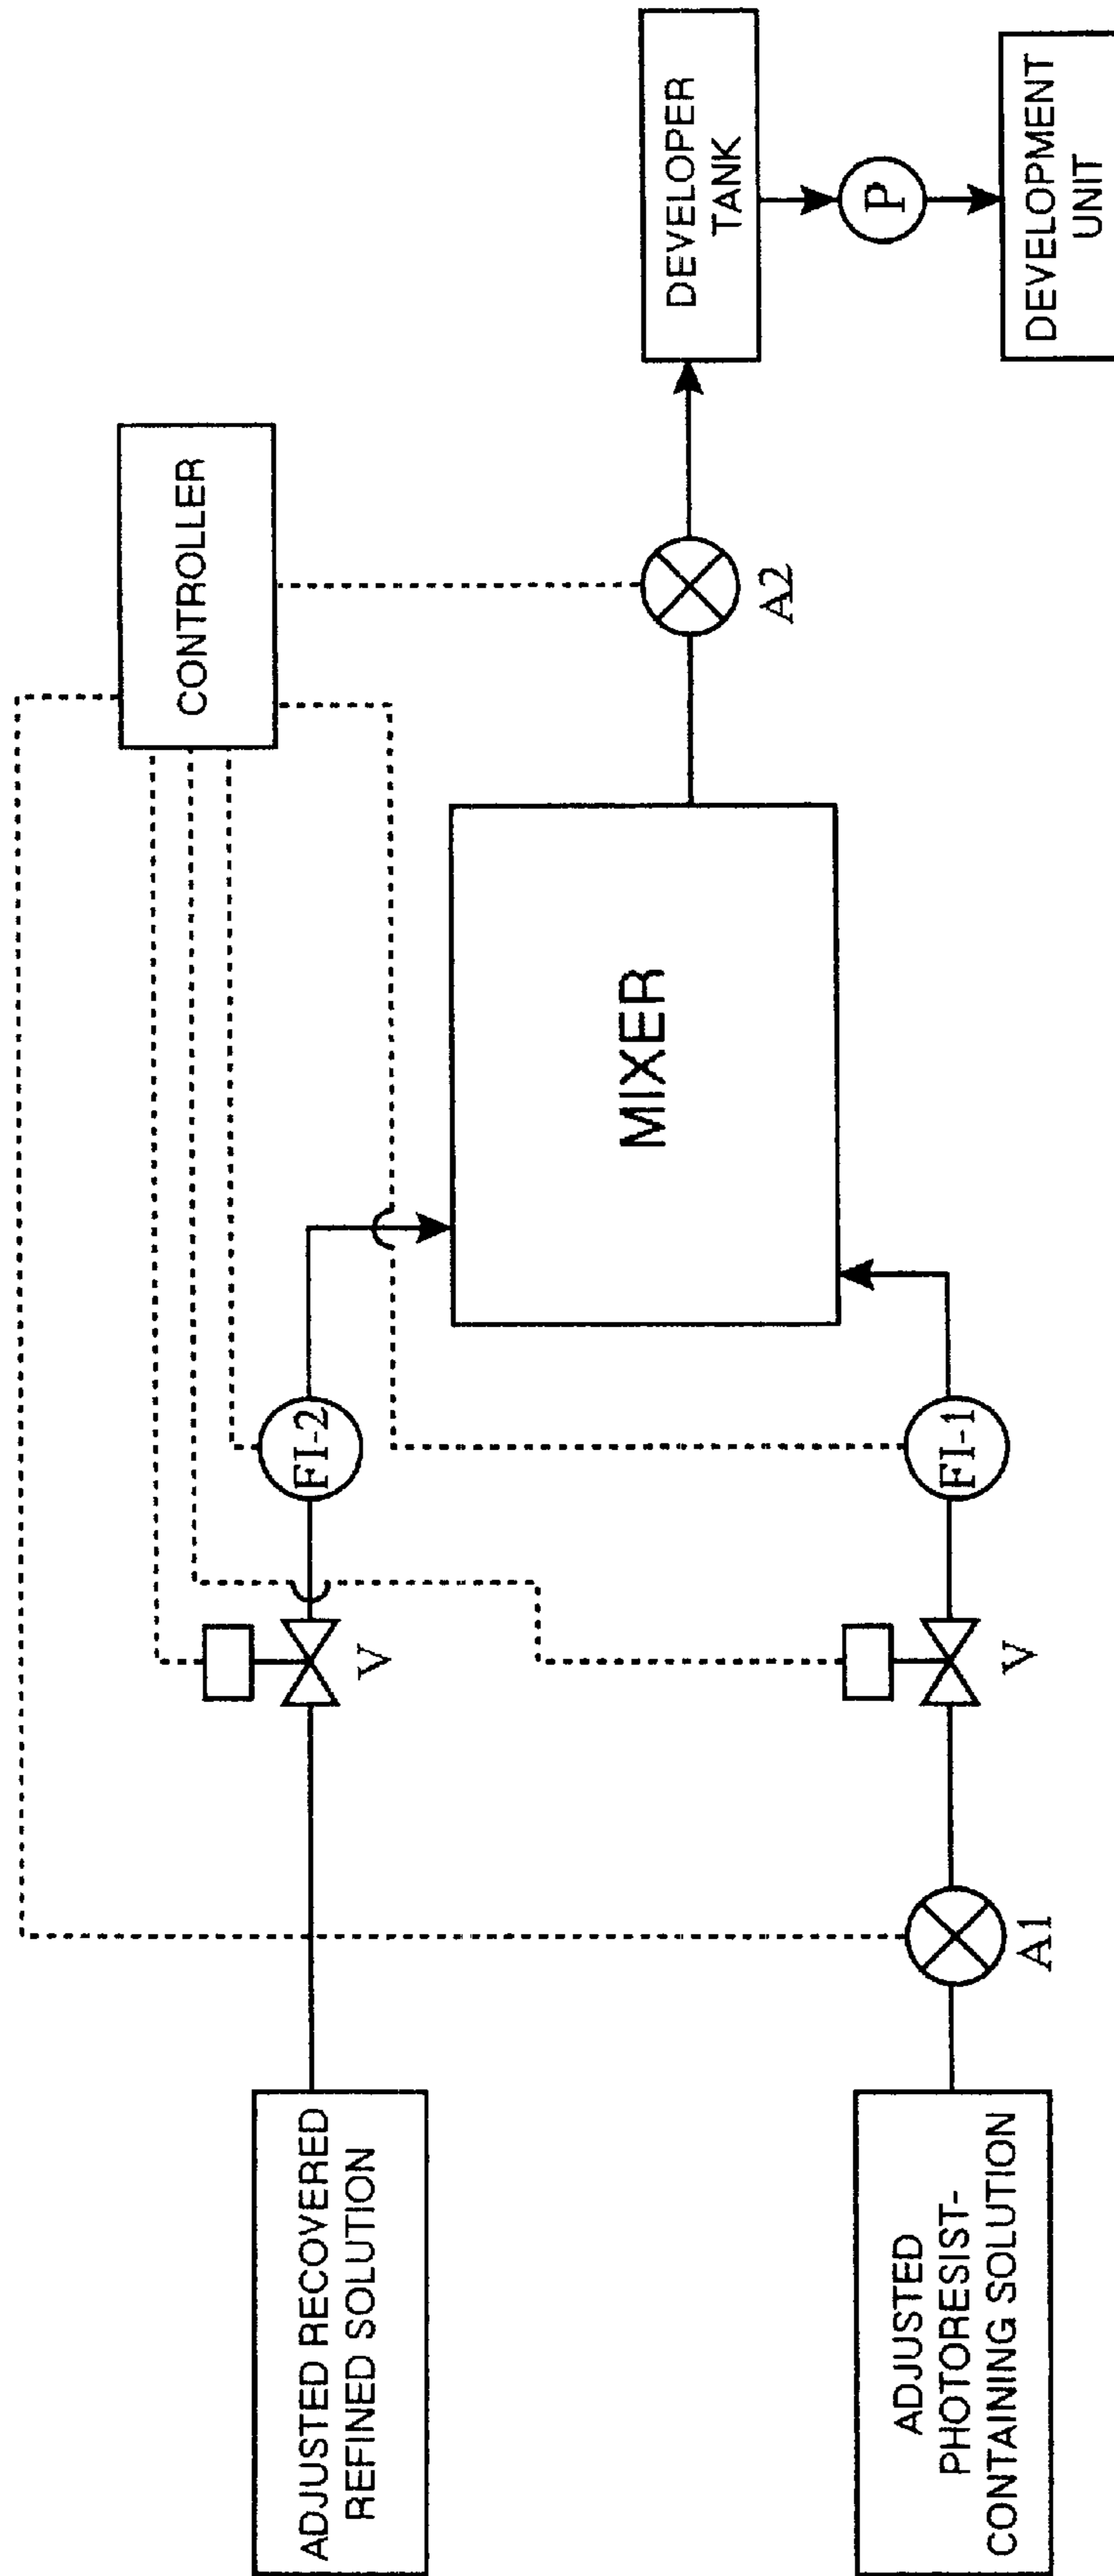 ADJUSTED RECOVERED
REFINED SOLUTION
V
FI-2
CONTROLLER
ADJUSTED
PHOTORESIST-
CONTAINING SOLUTION
A1
V
FI-1
MIXER
A2
DEVELOPER
TANK
P
DEVELOPMENT
UNIT